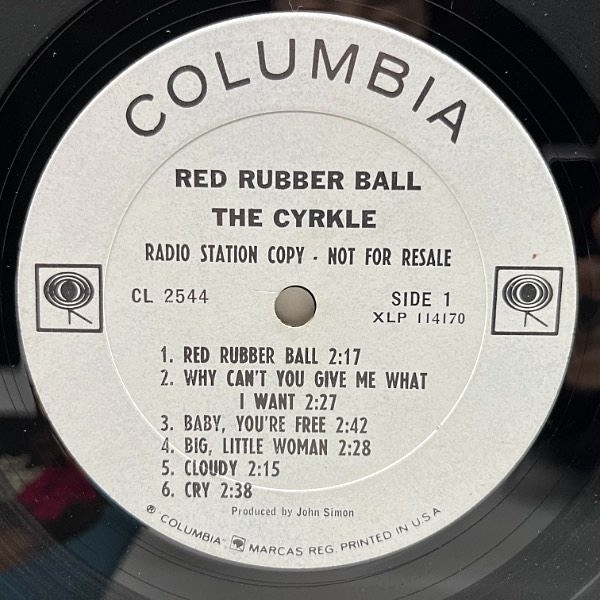 COLUMBIA
RED RUBBER BALL
THE CYRKLE
RADIO STATION COPY - NOT FOR RESALE
CL 2544
SIDE 1
XLP 114170
1. RED RUBBER BALL 2:17
2. WHY CAN'T YOU GIVE ME WHAT
I WANT 2:27
3. BABY, YOU'RE FREE 2:42
4. BIG, LITTLE WOMAN 2:28
5. CLOUDY 2:15
6. CRY 2:38
Produced by John Simon
® COLUMBIA, MARCAS REG. PRINTED IN U.S.A